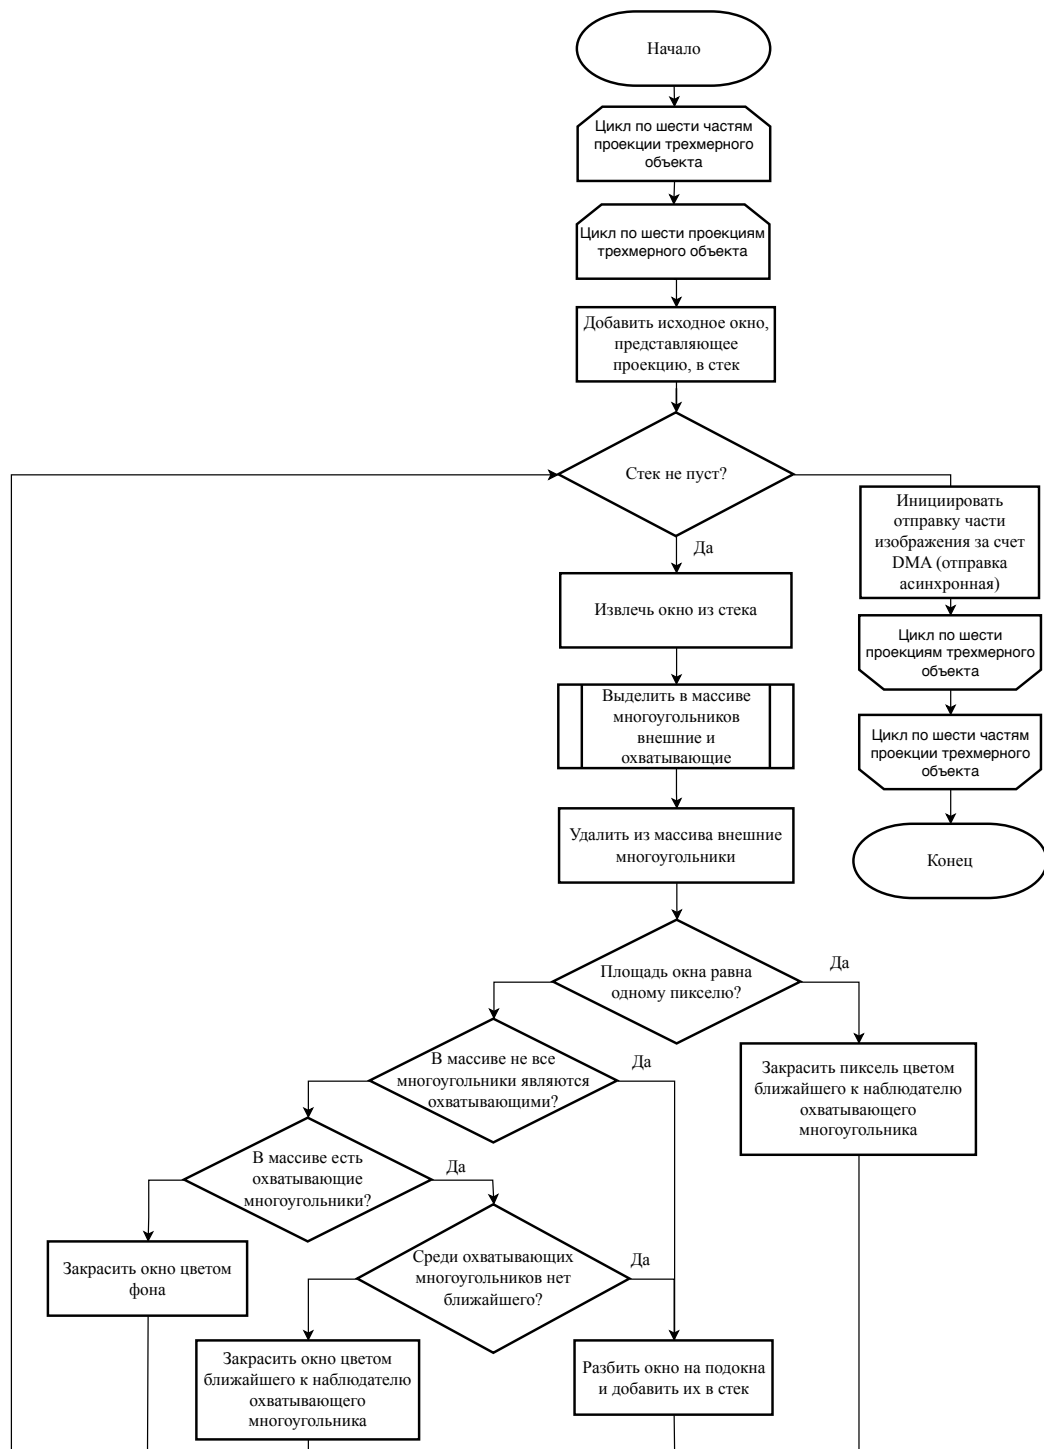 Начало
Цикл по шести частям
проекции трехмерного
объекта
Цикл по шести проекциям
трехмерного объекта
Добавить исходное окно,
представляющее
проекцию, в стек
Стек не пуст?
Да
Инициировать
отправку части
изображения за счет
DMA (отправка
асинхронная)
Извлечь окно из стека
Цикл по шести
проекциям трехмерного
объекта
Выделить в массиве
многоугольников
внешние и
охватывающие
Цикл по шести частям
проекции трехмерного
объекта
Удалить из массива внешние
многоугольники
Конец
Площадь окна равна
одному пикселю?
Да
В массиве не все
многоугольники являются
охватывающими?
Да
Закрасить пиксель цветом
ближайшего к наблюдателю
охватывающего
многоугольника
В массиве есть
охватывающие
многоугольники?
Да
Среди охватывающих
многоугольников нет
ближайшего?
Да
Закрасить окно цветом
фона
Закрасить окно цветом
ближайшего к наблюдателю
охватывающего
многоугольника
Разбить окно на подокна
и добавить их в стек